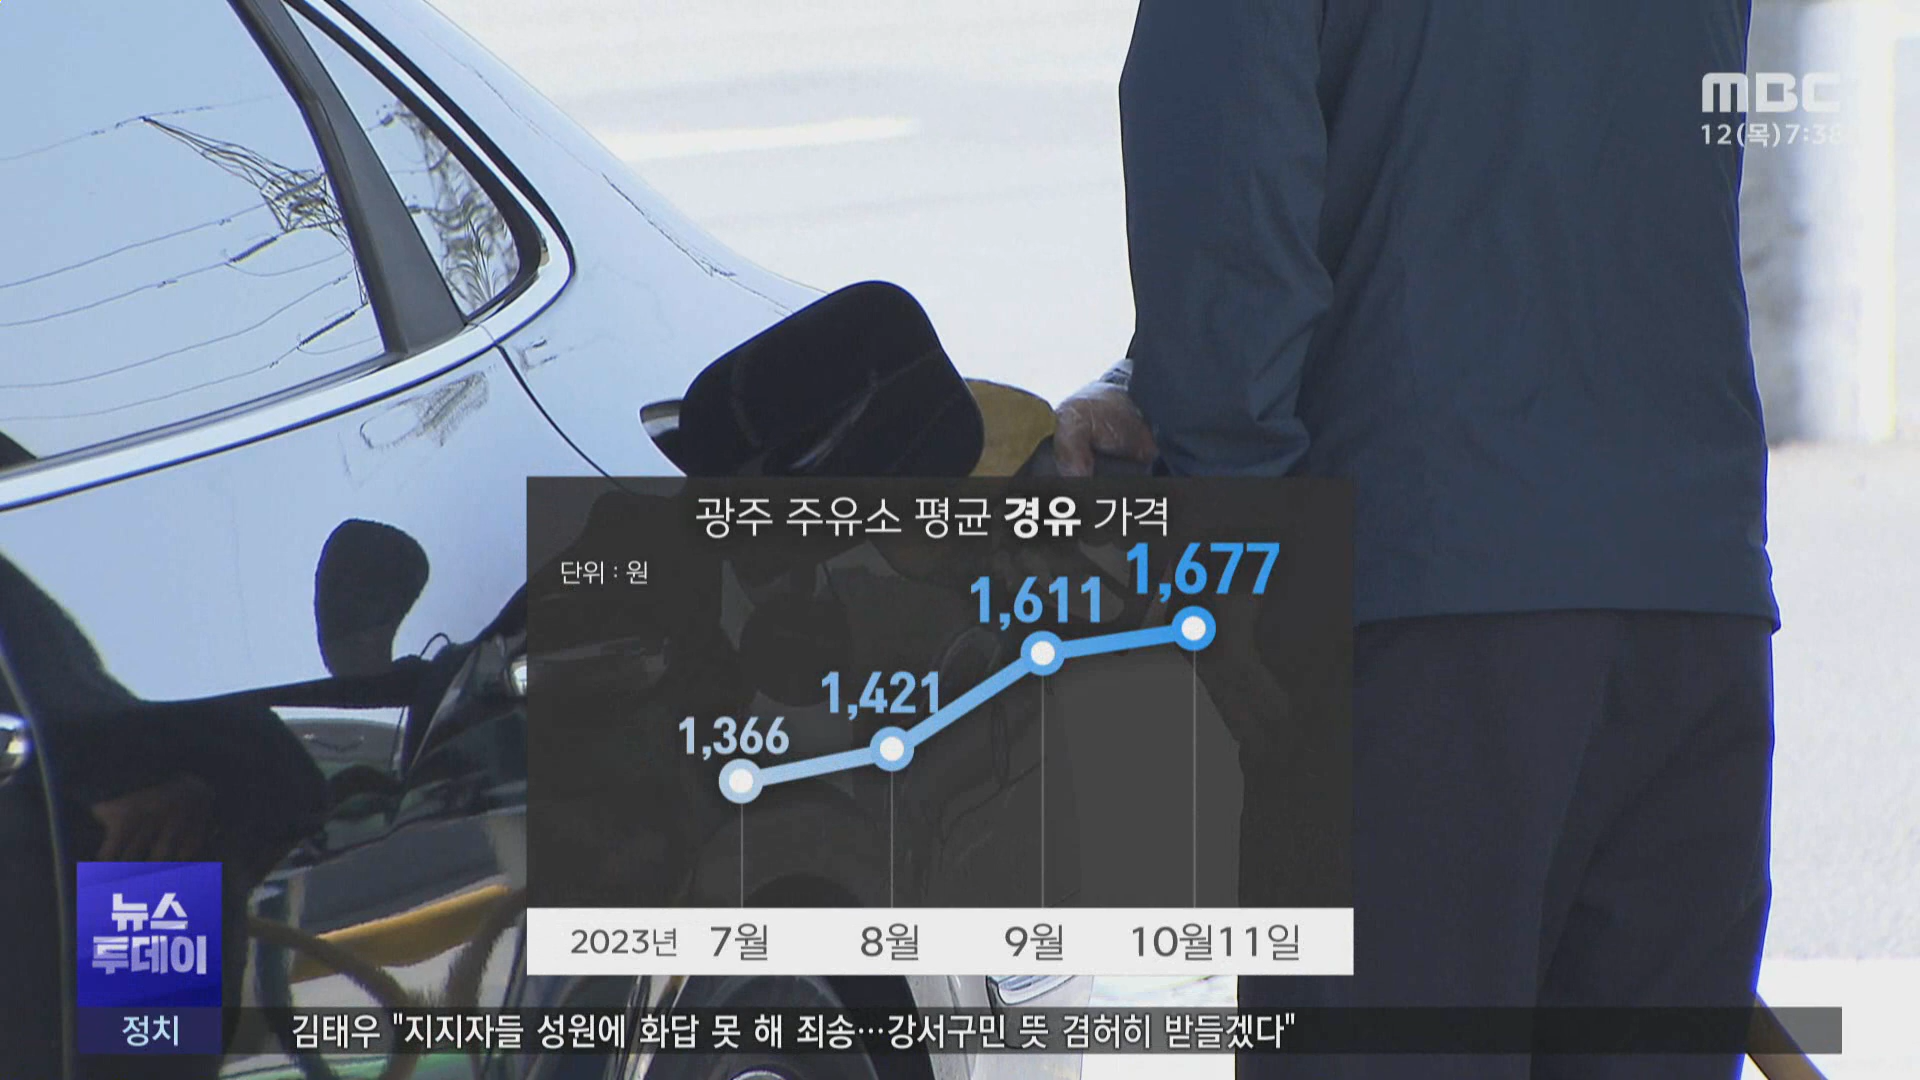 MBC
12(목)7:38
광주 주유소 평균 경유 가격
단위 : 원
1,366
1,421
1,611
1,677
2023년 7월 8월 9월 10월11일
뉴스
투데이
정치
김태우 "지지자들 성원에 화답 못 해 죄송…강서구민 뜻 겸허히 받들겠다"